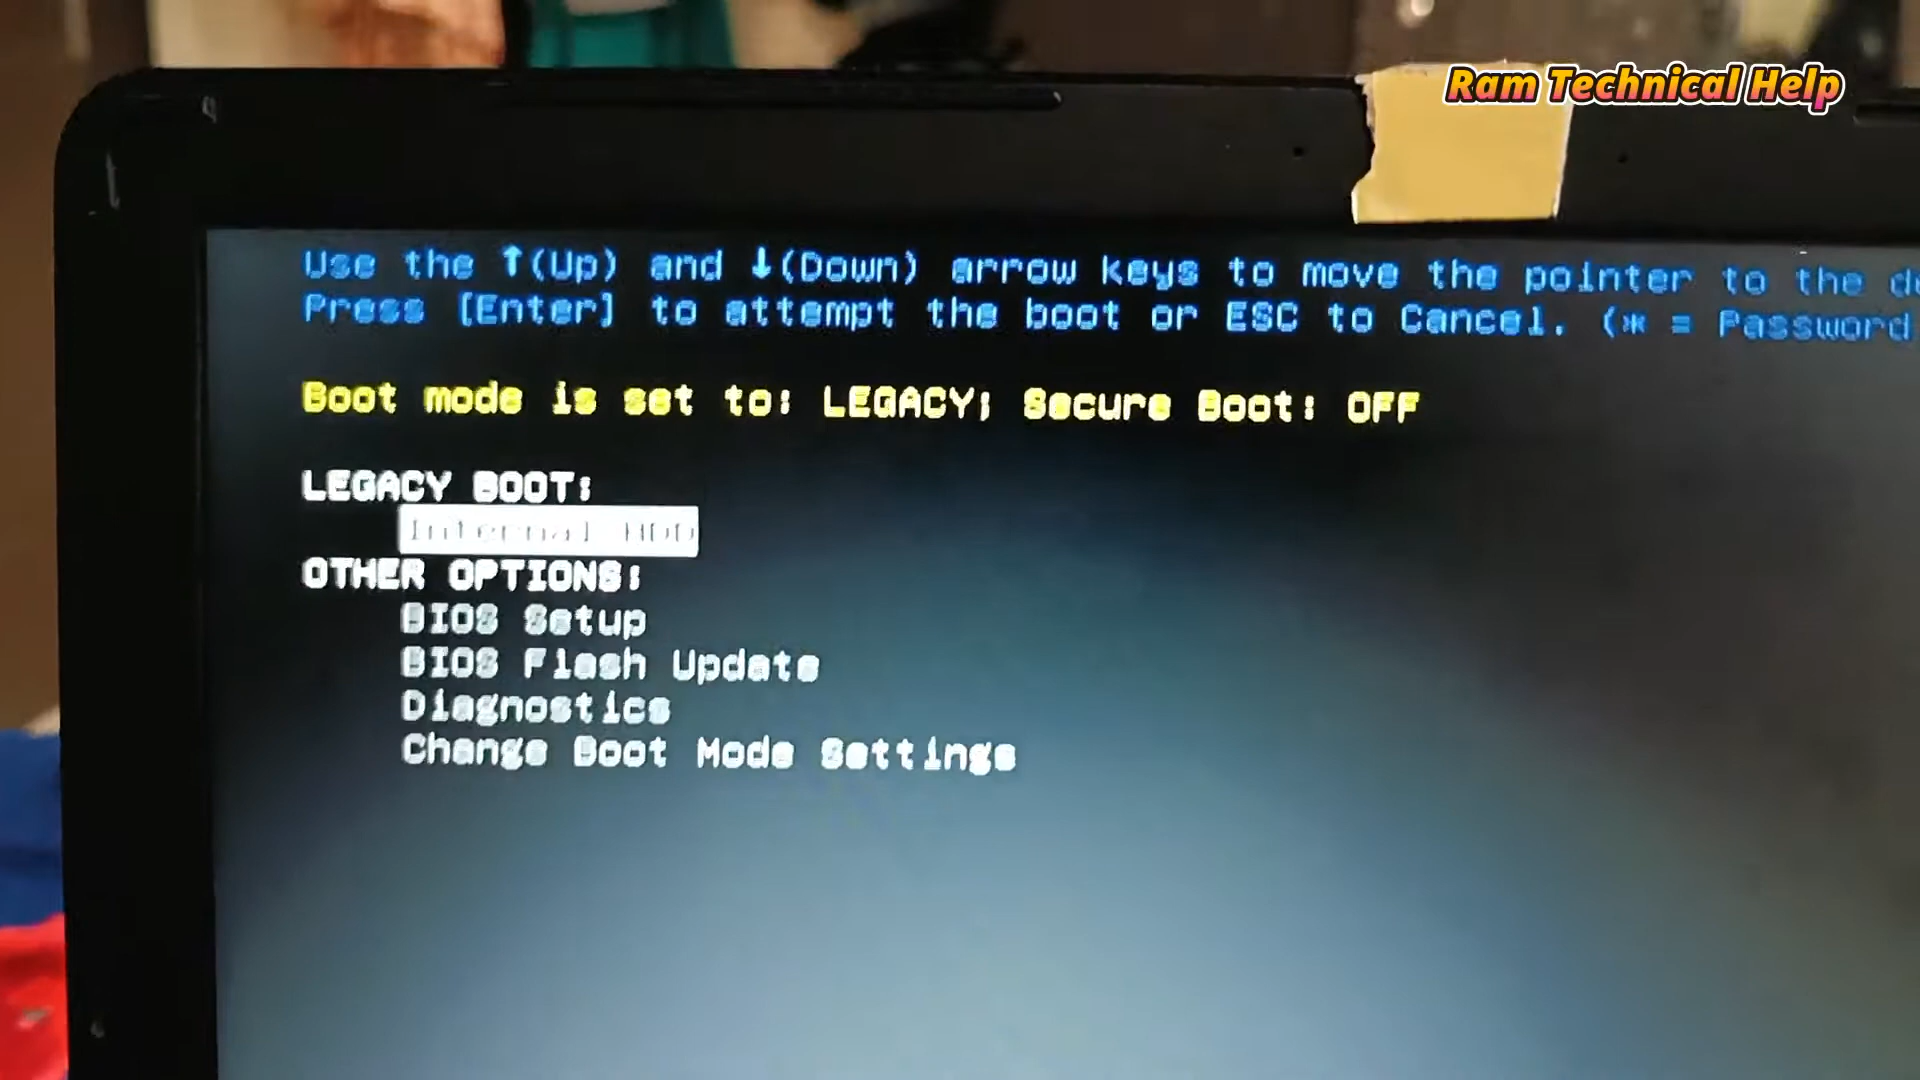 Ram Technical Help
Use the ↑(Up) and ↓(Down) arrow keys to move the pointer to the
Press [Enter] to attempt the boot or ESC to Cancel. (* = Password
Boot mode is set to: LEGACY; Secure Boot: OFF
LEGACY BOOT:
Internal HDD
OTHER OPTIONS:
BIOS Setup
BIOS Flash Update
Diagnostics
Change Boot Mode Settings